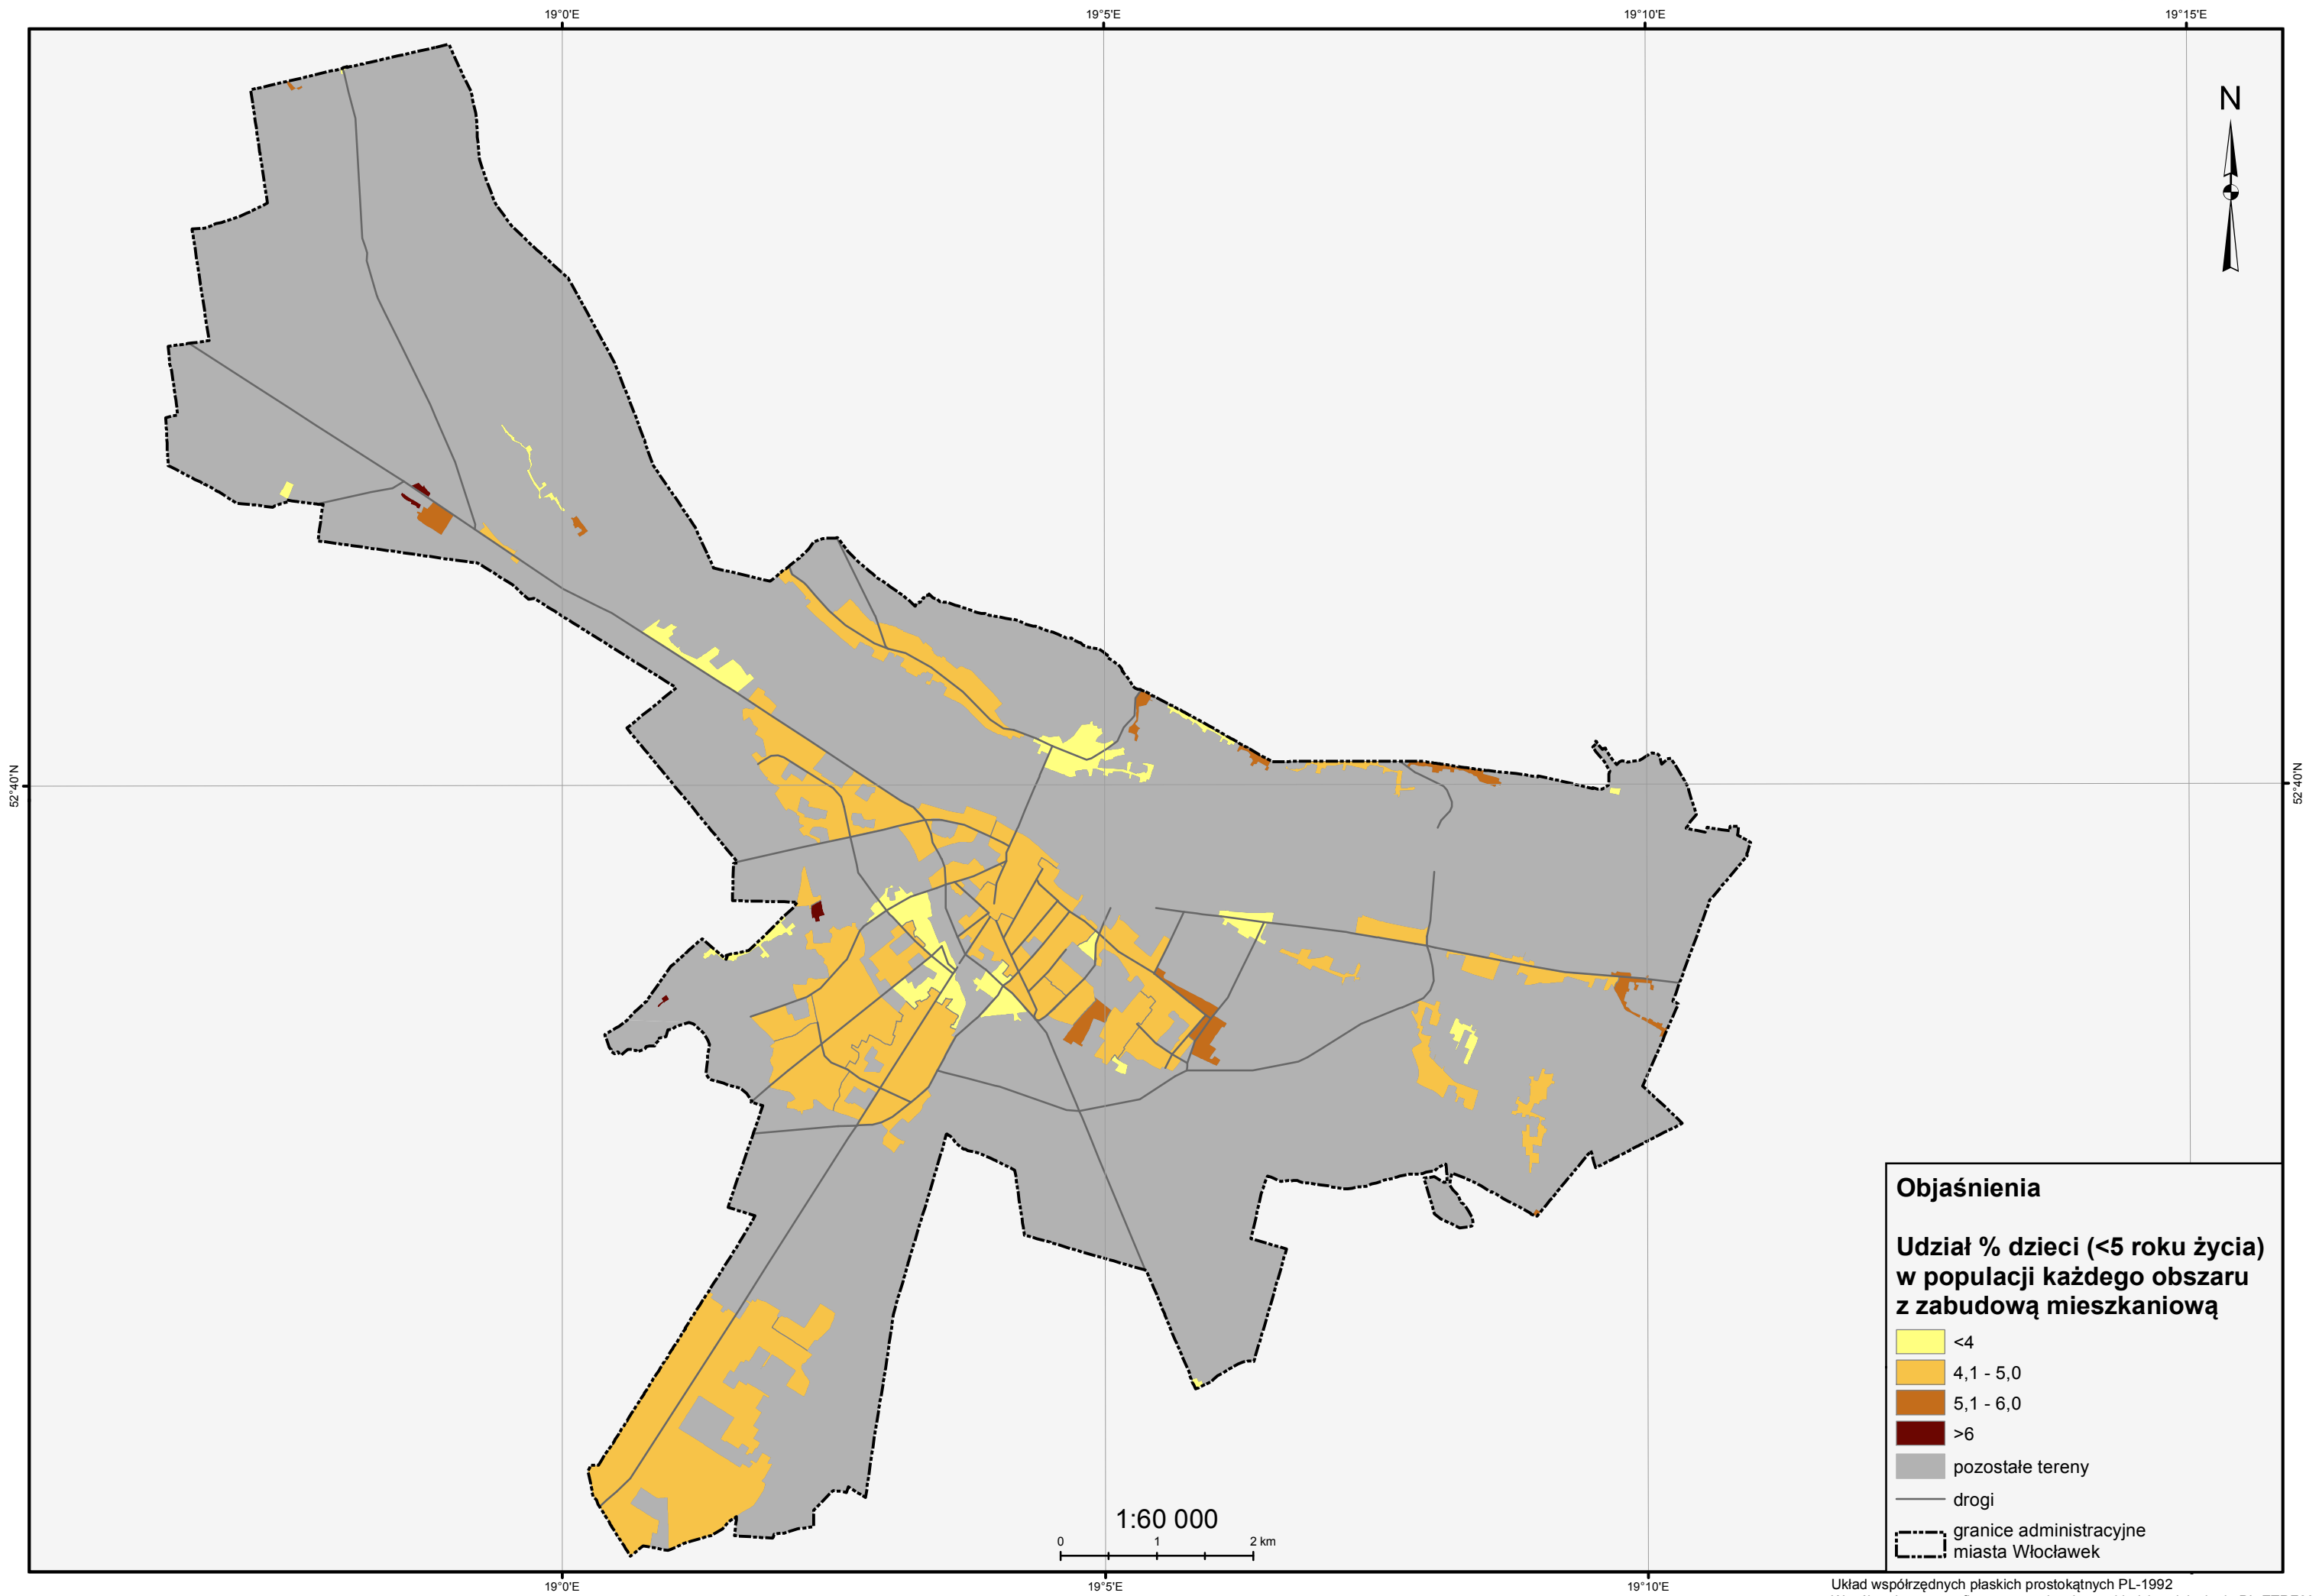 19°0'E 19°5'E 19°10'E 19°15'E
N
52°40'N 52°40'N
Objaśnienia
Udział % dzieci (<5 roku życia)
w populacji każdego obszaru
z zabudową mieszkaniową
<4
4,1 - 5,0
5,1 - 6,0
>6
pozostałe tereny
drogi
granice administracyjne
miasta Włocławek
1:60 000
0 1 2 km
19°0'E 19°5'E 19°10'E
Układ współrzędnych płaskich prostokątnych PL-1992